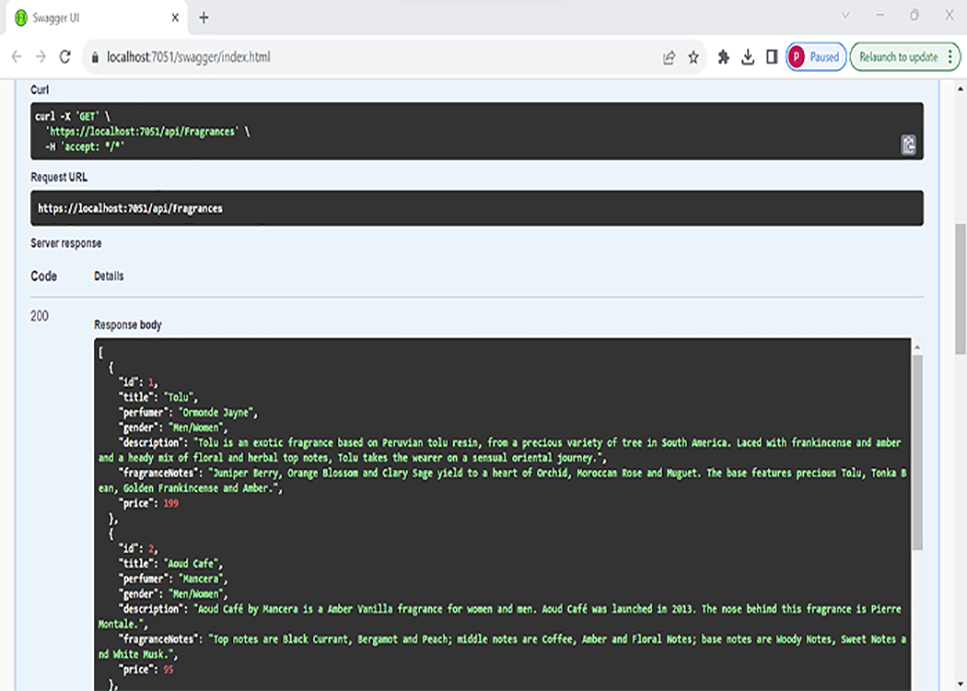 Swagger UI
localhost:7051/swagger/index.html
P Paused
Relaunch to update
Curl
curl -X 'GET' \
'https://localhost:7051/api/Fragrances' \
-H 'accept: */*'
Request URL
https://localhost:7051/api/Fragrances
Server response
Code Details
200
Response body
[
{
"id": 1,
"title": "Tolu",
"perfumer": "Ormonde Jayne",
"gender": "Men/Women",
"description": "Tolu is an exotic fragrance based on Peruvian tolu resin, from a precious variety of tree in South America. Laced with frankincense and amber
and a heady mix of floral and herbal top notes, Tolu takes the wearer on a sensual oriental journey.",
"fragranceNotes": "Juniper Berry, Orange Blossom and Clary Sage yield to a heart of Orchid, Moroccan Rose and Muguet. The base features precious Tolu, Tonka B
ean, Golden Frankincense and Amber.",
"price": 199
},
{
"id": 2,
"title": "Aoud Cafe",
"perfumer": "Mancera",
"gender": "Men/Women",
"description": "Aoud Café by Mancera is a Amber Vanilla fragrance for women and men. Aoud Café was launched in 2013. The nose behind this fragrance is Pierre
Montale.",
"fragranceNotes": "Top notes are Black Currant, Bergamot and Peach; middle notes are Coffee, Amber and Floral Notes; base notes are Woody Notes, Sweet Notes a
nd White Musk.",
"price": 95
},